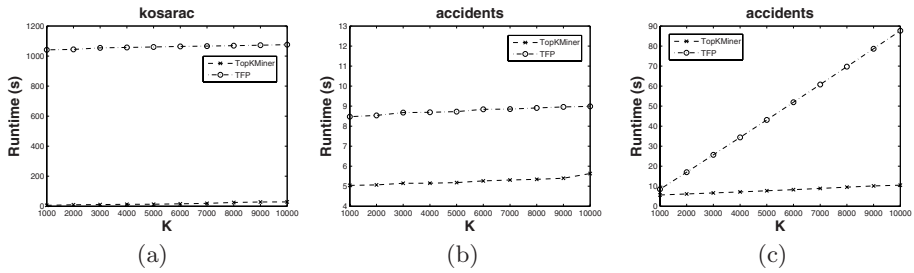 kosarac
Runtime (s)
1200
1000
800
600
400
200
0
1000 2000 3000 4000 5000 6000 7000 8000 9000 10000
K
TopKMiner
TFP
(a)
accidents
Runtime (s)
13
12
11
10
9
8
7
6
5
4
1000 2000 3000 4000 5000 6000 7000 8000 9000 10000
K
TopKMiner
TFP
(b)
accidents
Runtime (s)
90
80
70
60
50
40
30
20
10
0
1000 2000 3000 4000 5000 6000 7000 8000 9000 10000
K
TopKMiner
TFP
(c)